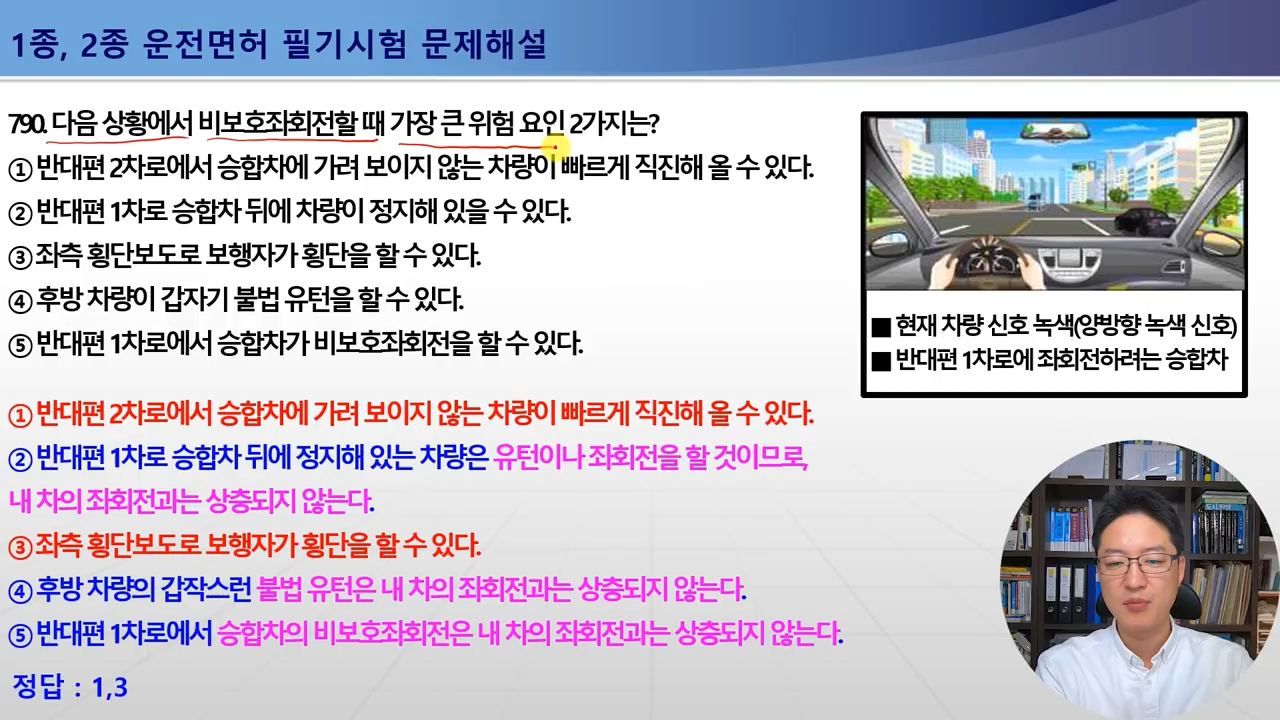 1종, 2종 운전면허 필기시험 문제해설
790. 다음 상황에서 비보호좌회전할 때 가장 큰 위험 요인 2가지는?
① 반대편 2차로에서 승합차에 가려 보이지 않는 차량이 빠르게 직진해 올 수 있다.
② 반대편 1차로 승합차 뒤에 차량이 정지해 있을 수 있다.
③ 좌측 횡단보도로 보행자가 횡단을 할 수 있다.
④ 후방 차량이 갑자기 불법 유턴을 할 수 있다.
⑤ 반대편 1차로에서 승합차가 비보호좌회전을 할 수 있다.
■ 현재 차량 신호 녹색(양방향 녹색 신호)
■ 반대편 1차로에 좌회전하려는 승합차
① 반대편 2차로에서 승합차에 가려 보이지 않는 차량이 빠르게 직진해 올 수 있다.
② 반대편 1차로 승합차 뒤에 정지해 있는 차량은 유턴이나 좌회전을 할 것이므로,
내 차의 좌회전과는 상층되지 않는다.
③ 좌측 횡단보도로 보행자가 횡단을 할 수 있다.
④ 후방 차량의 갑작스런 불법 유턴은 내 차의 좌회전과는 상층되지 않는다.
⑤ 반대편 1차로에서 승합차의 비보호좌회전은 내 차의 좌회전과는 상층되지 않는다.
정답 : 1,3